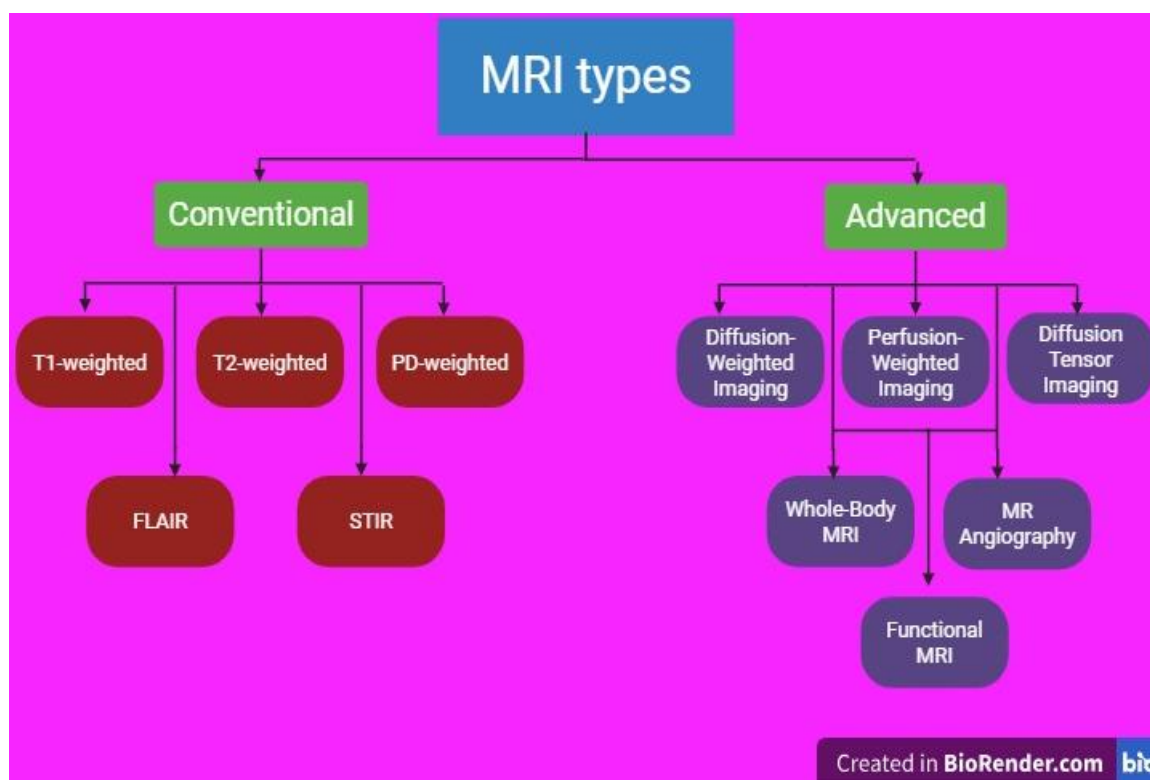 MRI types
Conventional
Advanced
T1-weighted
T2-weighted
PD-weighted
Diffusion-
Weighted
Imaging
Perfusion-
Weighted
Imaging
Diffusion
Tensor
Imaging
FLAIR
STIR
Whole-Body
MRI
MR
Angiography
Functional
MRI
Created in BioRender.com
bio